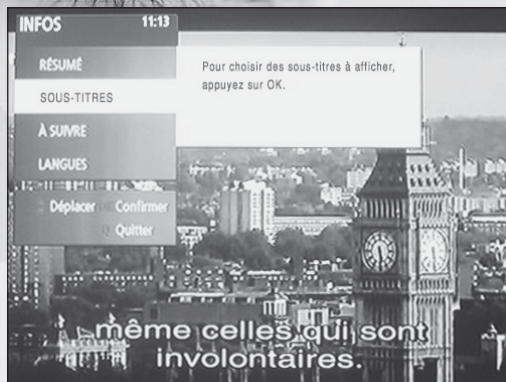 INFOS 11:13
RÉSUMÉ
SOUS-TITRES
À SUIVRE
LANGUES
Déplacer Confirmer
Quitter
Pour choisir des sous-titres à afficher,
appuyez sur OK.
même celles qui sont
involontaires.